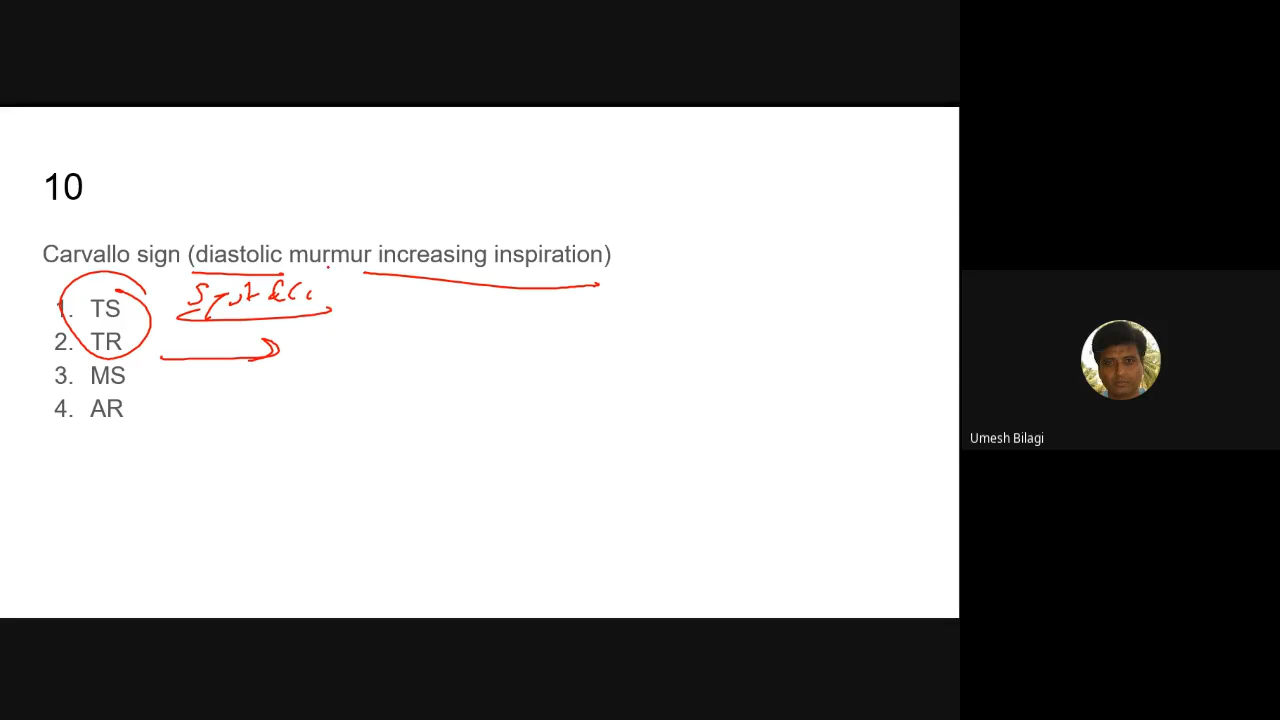 10
Carvallo sign (diastolic murmur increasing inspiration)
1. TS
2. TR
3. MS
4. AR
Umesh Bilagi